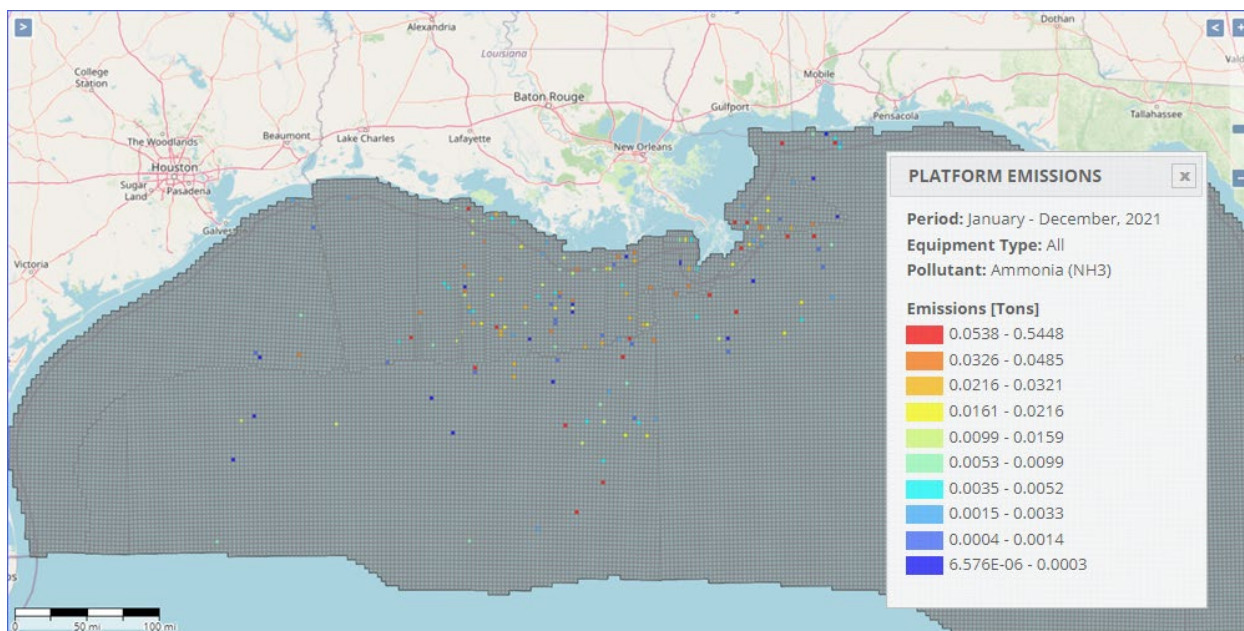 >
Alexandria
Dothan
<
+
Louisiana
College
Station
Mobile
Baton Rouge
Gulfport
Pensacola
Tallahassee
The Woodlands
Beaumont
Lake Charles
Lafayette
New Orleans
Houston
Sugar
Land
Pasadena
Galves
Victoria
PLATFORM EMISSIONS
x
Period: January - December, 2021
Equipment Type: All
Pollutant: Ammonia (NH3)
Emissions [Tons]
0.0538 - 0.5448
0.0326 - 0.0485
0.0216 - 0.0321
0.0161 - 0.0216
0.0099 - 0.0159
0.0053 - 0.0099
0.0035 - 0.0052
0.0015 - 0.0033
0.0004 - 0.0014
6.576E-06 - 0.0003
0
50 mi
100 mi